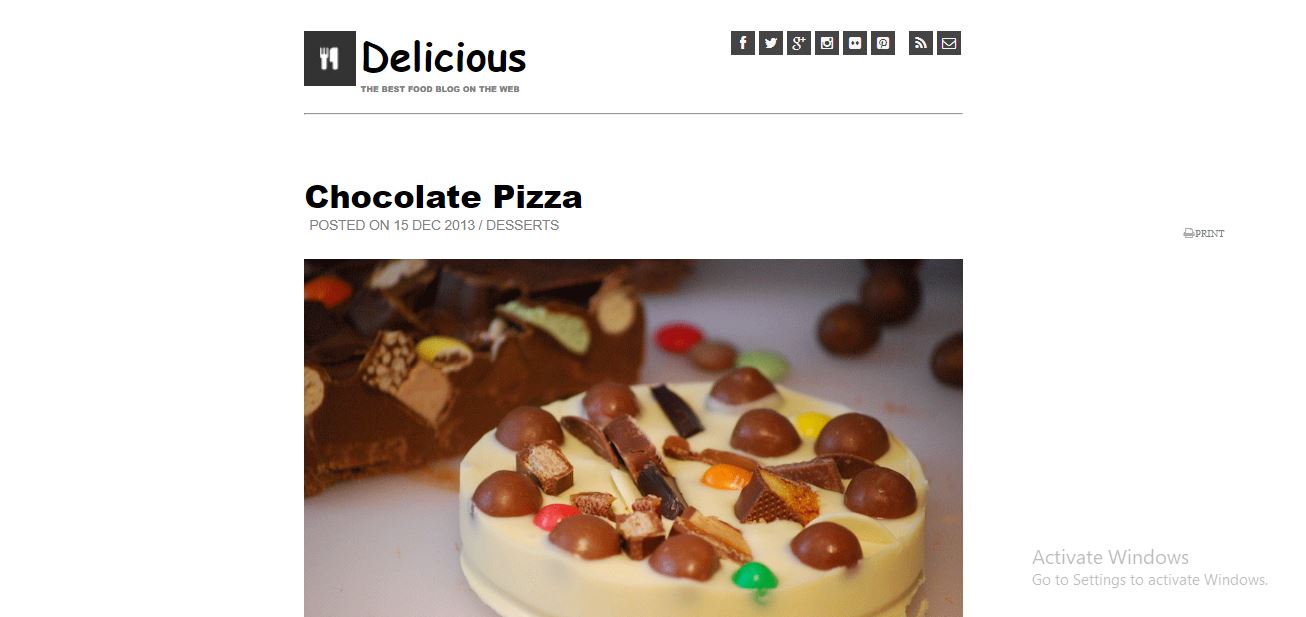 Delicious
THE BEST FOOD BLOG ON THE WEB
Chocolate Pizza
POSTED ON 15 DEC 2013 / DESSERTS
PRINT
Activate Windows
Go to Settings to activate Windows.